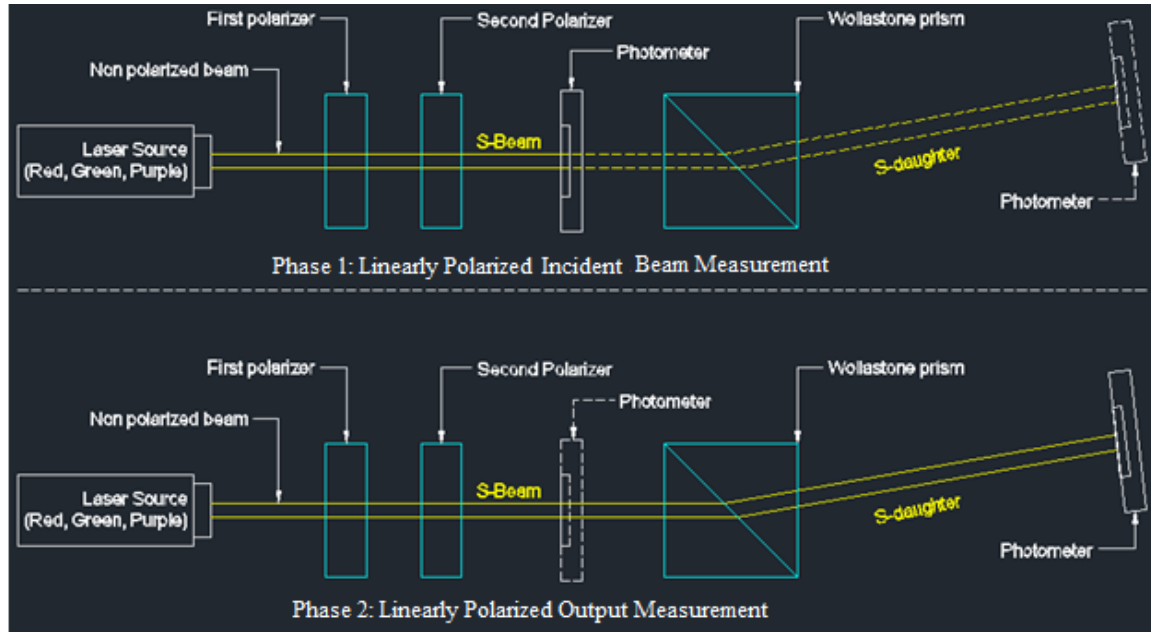 First polarizer
Second Polarizer
Wollastone prism
Photometer
Non polarized beam
Laser Source
(Red, Green, Purple)
S-Beam
S-daughter
Photometer
Phase 1: Linearly Polarized Incident Beam Measurement
First polarizer
Second Polarizer
Wollastone prism
Photometer
Non polarized beam
Laser Source
(Red, Green, Purple)
S-Beam
S-daughter
Photometer
Phase 2: Linearly Polarized Output Measurement